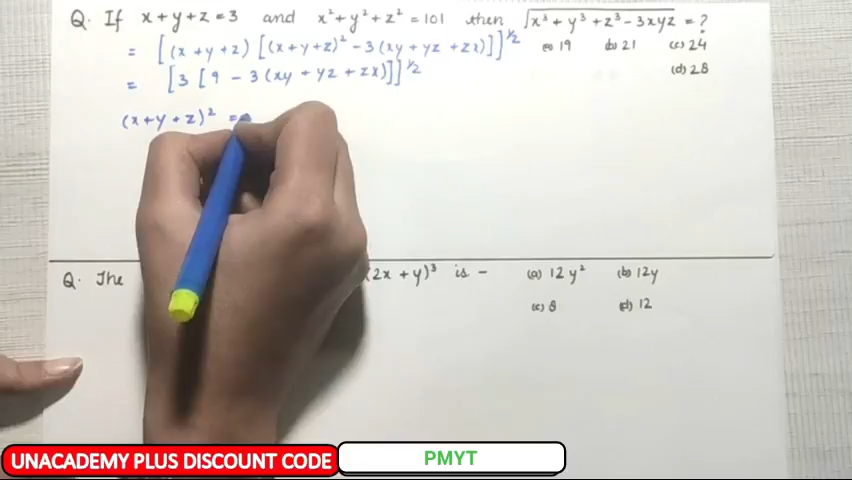 Q. If x+y+z=3 and x²+y²+z²=101 then √x³+y³+z³-3xyz = ?
= [(x+y+z) [(x+y+z)² - 3(xy+yz+zx)]]^1/2 (a) 19 (b) 21 (c) 24
= [3 [9 - 3(xy+yz+zx)]]^1/2 (d) 28
(x+y+z)² =
Q. The (2x+y)³ is - (a) 12y² (b) 12y
(c) 8 (d) 12
UNACADEMY PLUS DISCOUNT CODE PMYT